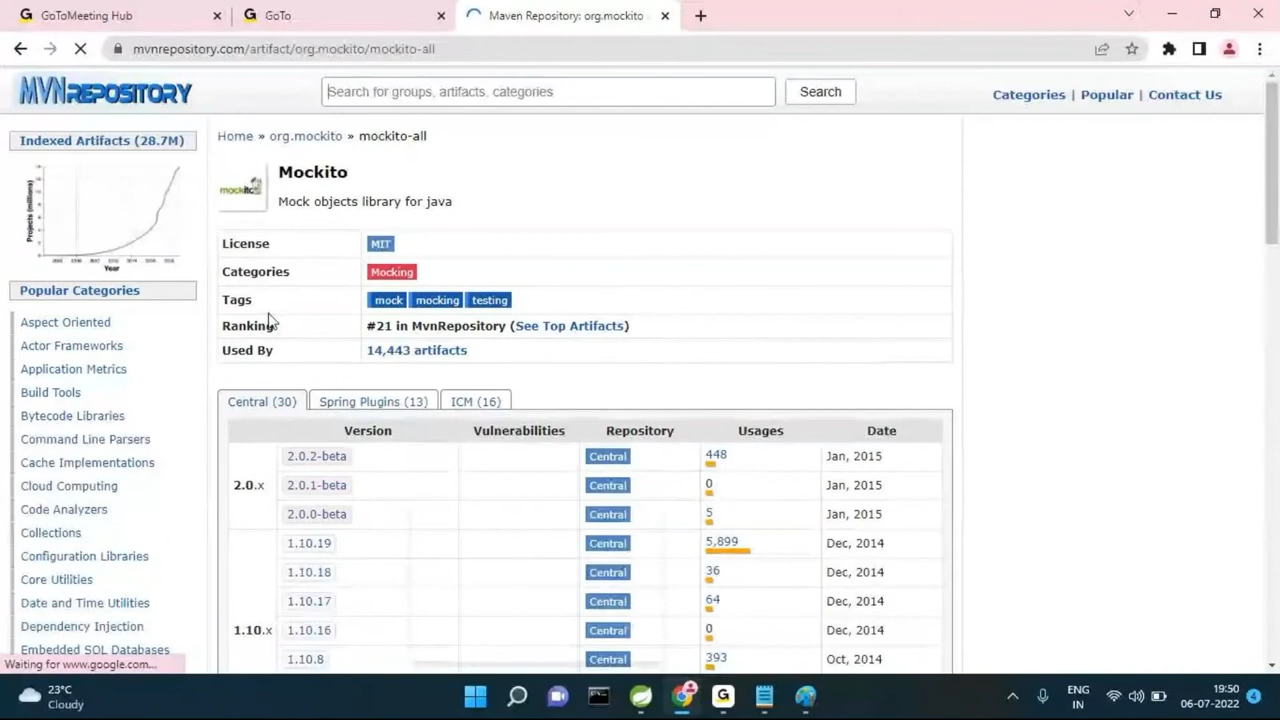 GoToMeeting Hub
GoTo
Maven Repository: org.mockito
mvnrepository.com/artifact/org.mockito/mockito-all
MVNREPOSITORY
Search for groups, artifacts, categories
Search
Categories | Popular | Contact Us
Indexed Artifacts (28.7M)
Projects (millions)
Year
Popular Categories
Aspect Oriented
Actor Frameworks
Application Metrics
Build Tools
Bytecode Libraries
Command Line Parsers
Cache Implementations
Cloud Computing
Code Analyzers
Collections
Configuration Libraries
Core Utilities
Date and Time Utilities
Dependency Injection
Embedded SQL Databases
Home » org.mockito » mockito-all
mockito
Mockito
Mock objects library for java
License MIT
Categories Mocking
Tags mock mocking testing
Ranking #21 in MvnRepository (See Top Artifacts)
Used By 14,443 artifacts
Central (30) Spring Plugins (13) ICM (16)
Version Vulnerabilities Repository Usages Date
2.0.2-beta Central 448 Jan, 2015
2.0.x 2.0.1-beta Central 0 Jan, 2015
2.0.0-beta Central 5 Jan, 2015
1.10.19 Central 5,899 Dec, 2014
1.10.18 Central 36 Dec, 2014
1.10.17 Central 64 Dec, 2014
1.10.x 1.10.16 Central 0 Dec, 2014
1.10.8 Central 393 Oct, 2014
Waiting for www.google.com...
23°C
Cloudy
ENG
IN
19:50
06-07-2022
4